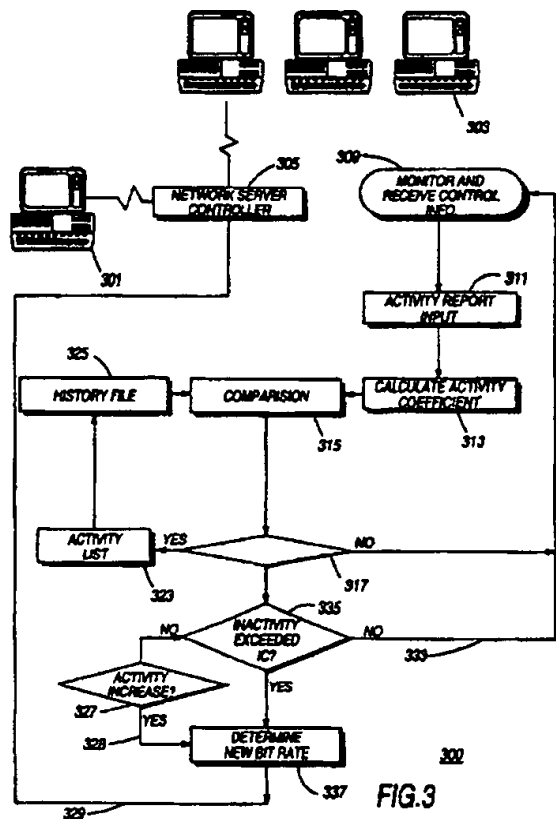 303
305
NETWORK SERVER
CONTROLLER
309
MONITOR AND
RECEIVE CONTROL
INFO.
301
311
ACTIVITY REPORT
INPUT
325
HISTORY FILE
COMPARISION
315
CALCULATE ACTIVITY
COEFFICIENT
313
ACTIVITY
LIST
323
YES
NO
317
335
INACTIVITY
EXCEEDED
IC?
NO
NO
333
ACTIVITY
INCREASE?
327
YES
328
YES
DETERMINE
NEW BIT RATE
337
329
300
FIG.3